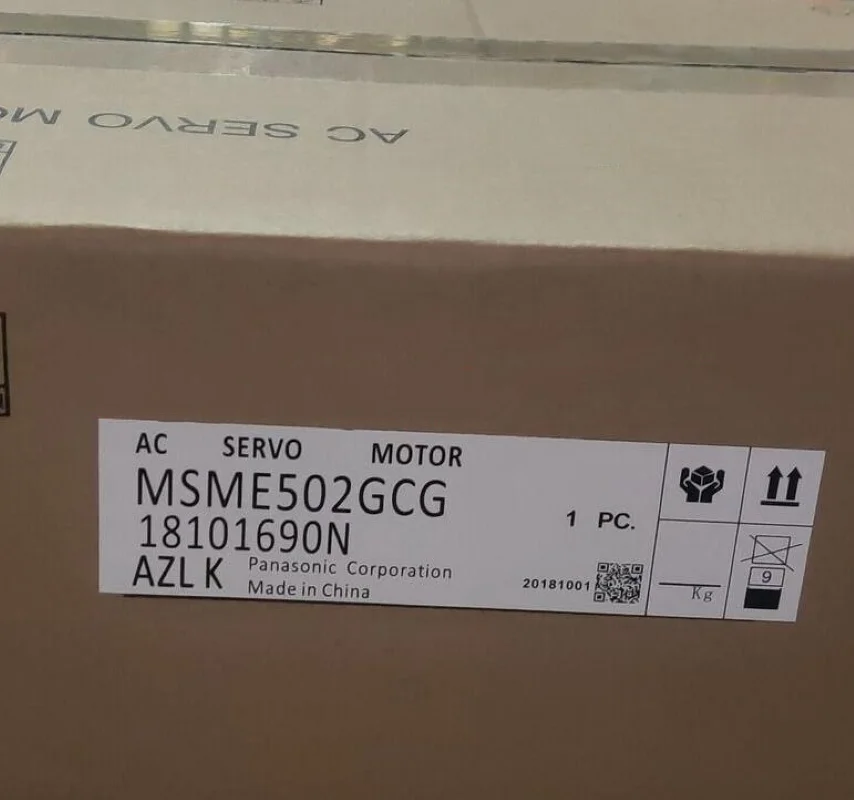 AC SERVO MO
AC SERVO MOTOR
MSME502GCG
18101690N
1 PC.
AZL K
Panasonic Corporation
Made in China
20181001
Kg
9